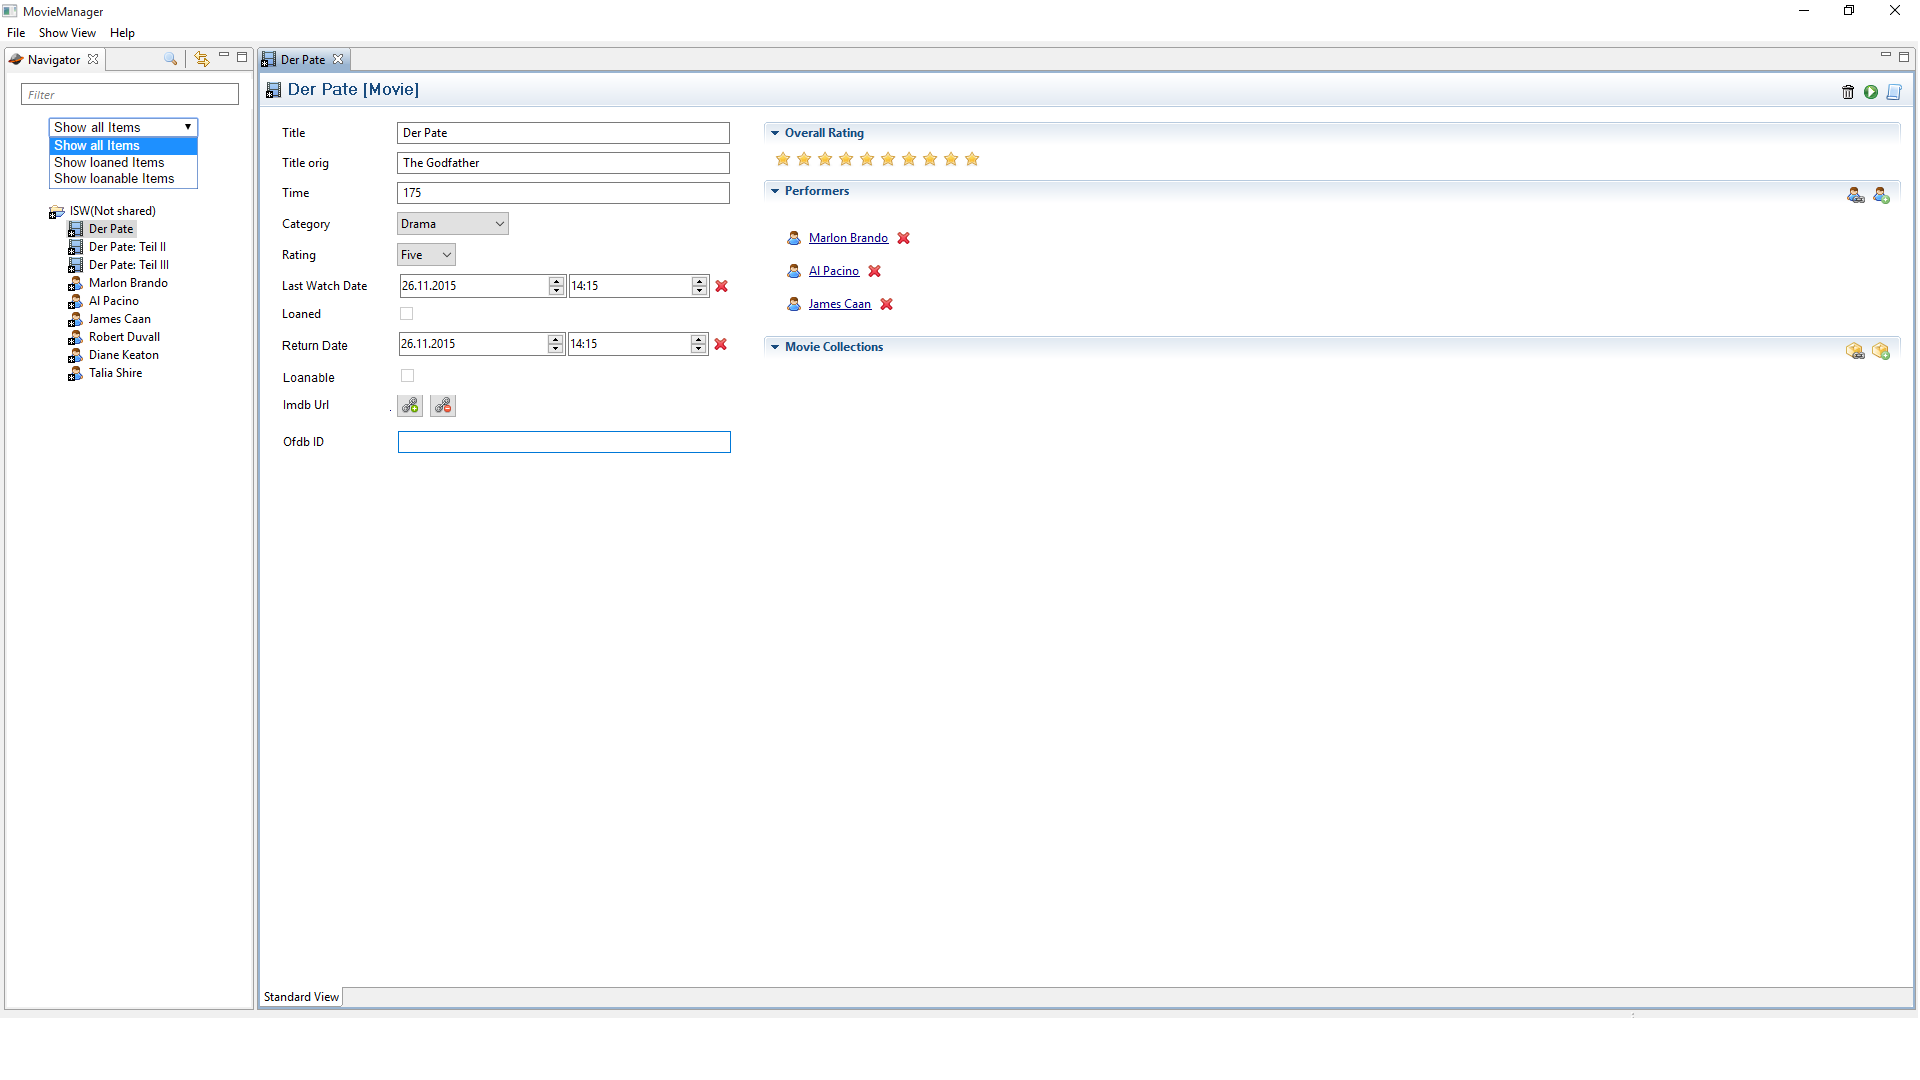 MovieManager
File Show View Help
Navigator
Filter
Show all Items
Show all Items
Show loaned Items
Show loanable Items
ISW(Not shared)
Der Pate
Der Pate: Teil II
Der Pate: Teil III
Marlon Brando
Al Pacino
James Caan
Robert Duvall
Diane Keaton
Talia Shire
Der Pate
Der Pate [Movie]
Title Der Pate
Title orig The Godfather
Time 175
Category Drama
Rating Five
Last Watch Date 26.11.2015 14:15
Loaned
Return Date 26.11.2015 14:15
Loanable
Imdb Url .
Ofdb ID
Overall Rating
Performers
Marlon Brando
Al Pacino
James Caan
Movie Collections
Standard View